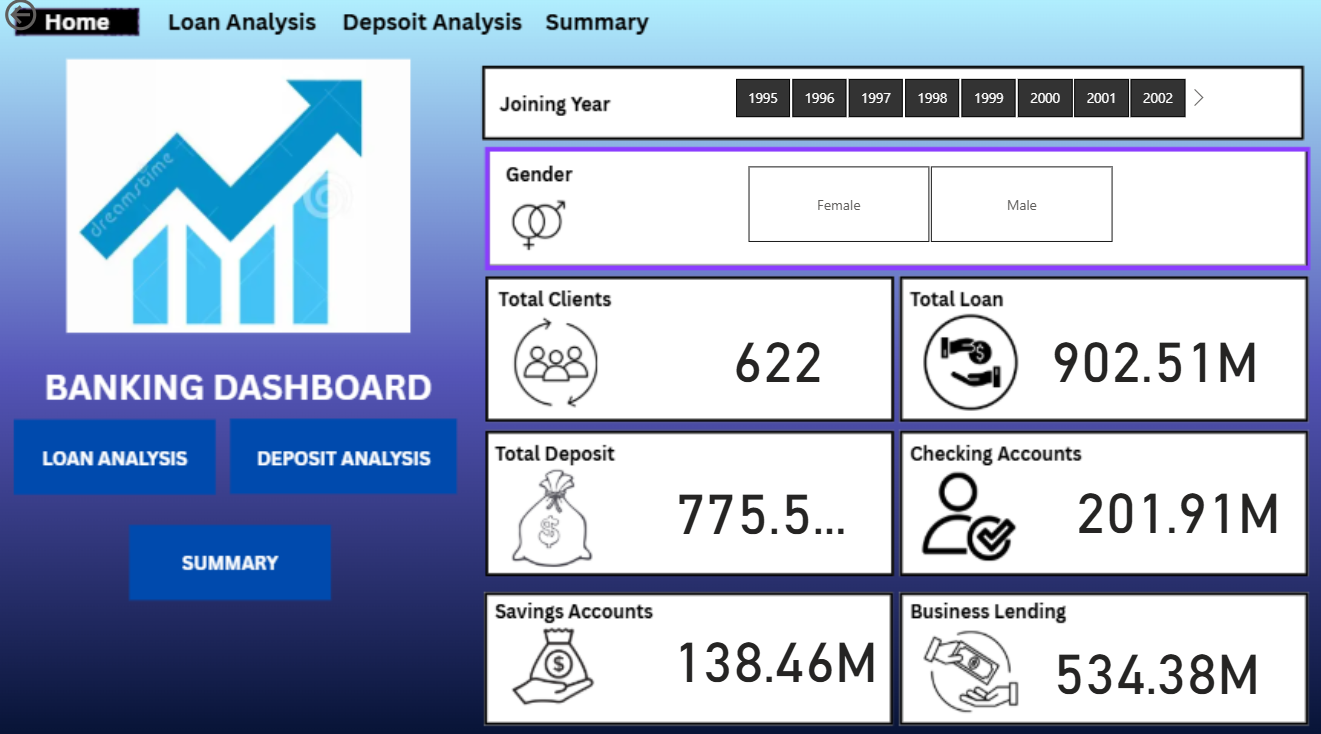 Home Loan Analysis Depsoit Analysis Summary
dreamstime
BANKING DASHBOARD
LOAN ANALYSIS DEPOSIT ANALYSIS
SUMMARY
Joining Year 1995 1996 1997 1998 1999 2000 2001 2002
Gender
Female Male
Total Clients
622
Total Loan
902.51M
Total Deposit
775.5...
Checking Accounts
201.91M
Savings Accounts
138.46M
Business Lending
534.38M